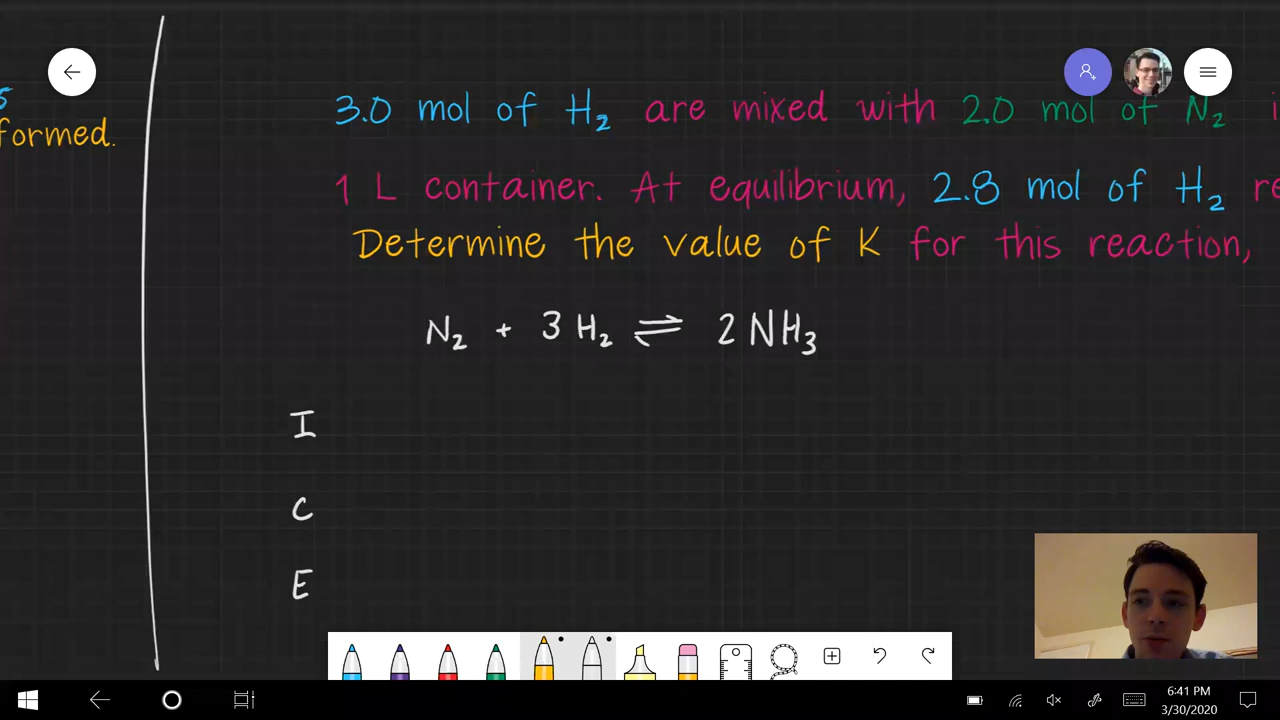 5
formed.
3.0 mol of H₂ are mixed with 2.0 mol of N₂ i
1 L container. At equilibrium, 2.8 mol of H₂ re
Determine the value of K for this reaction,
N₂ + 3 H₂ ⇌ 2 NH₃
I
C
E
6:41 PM
3/30/2020